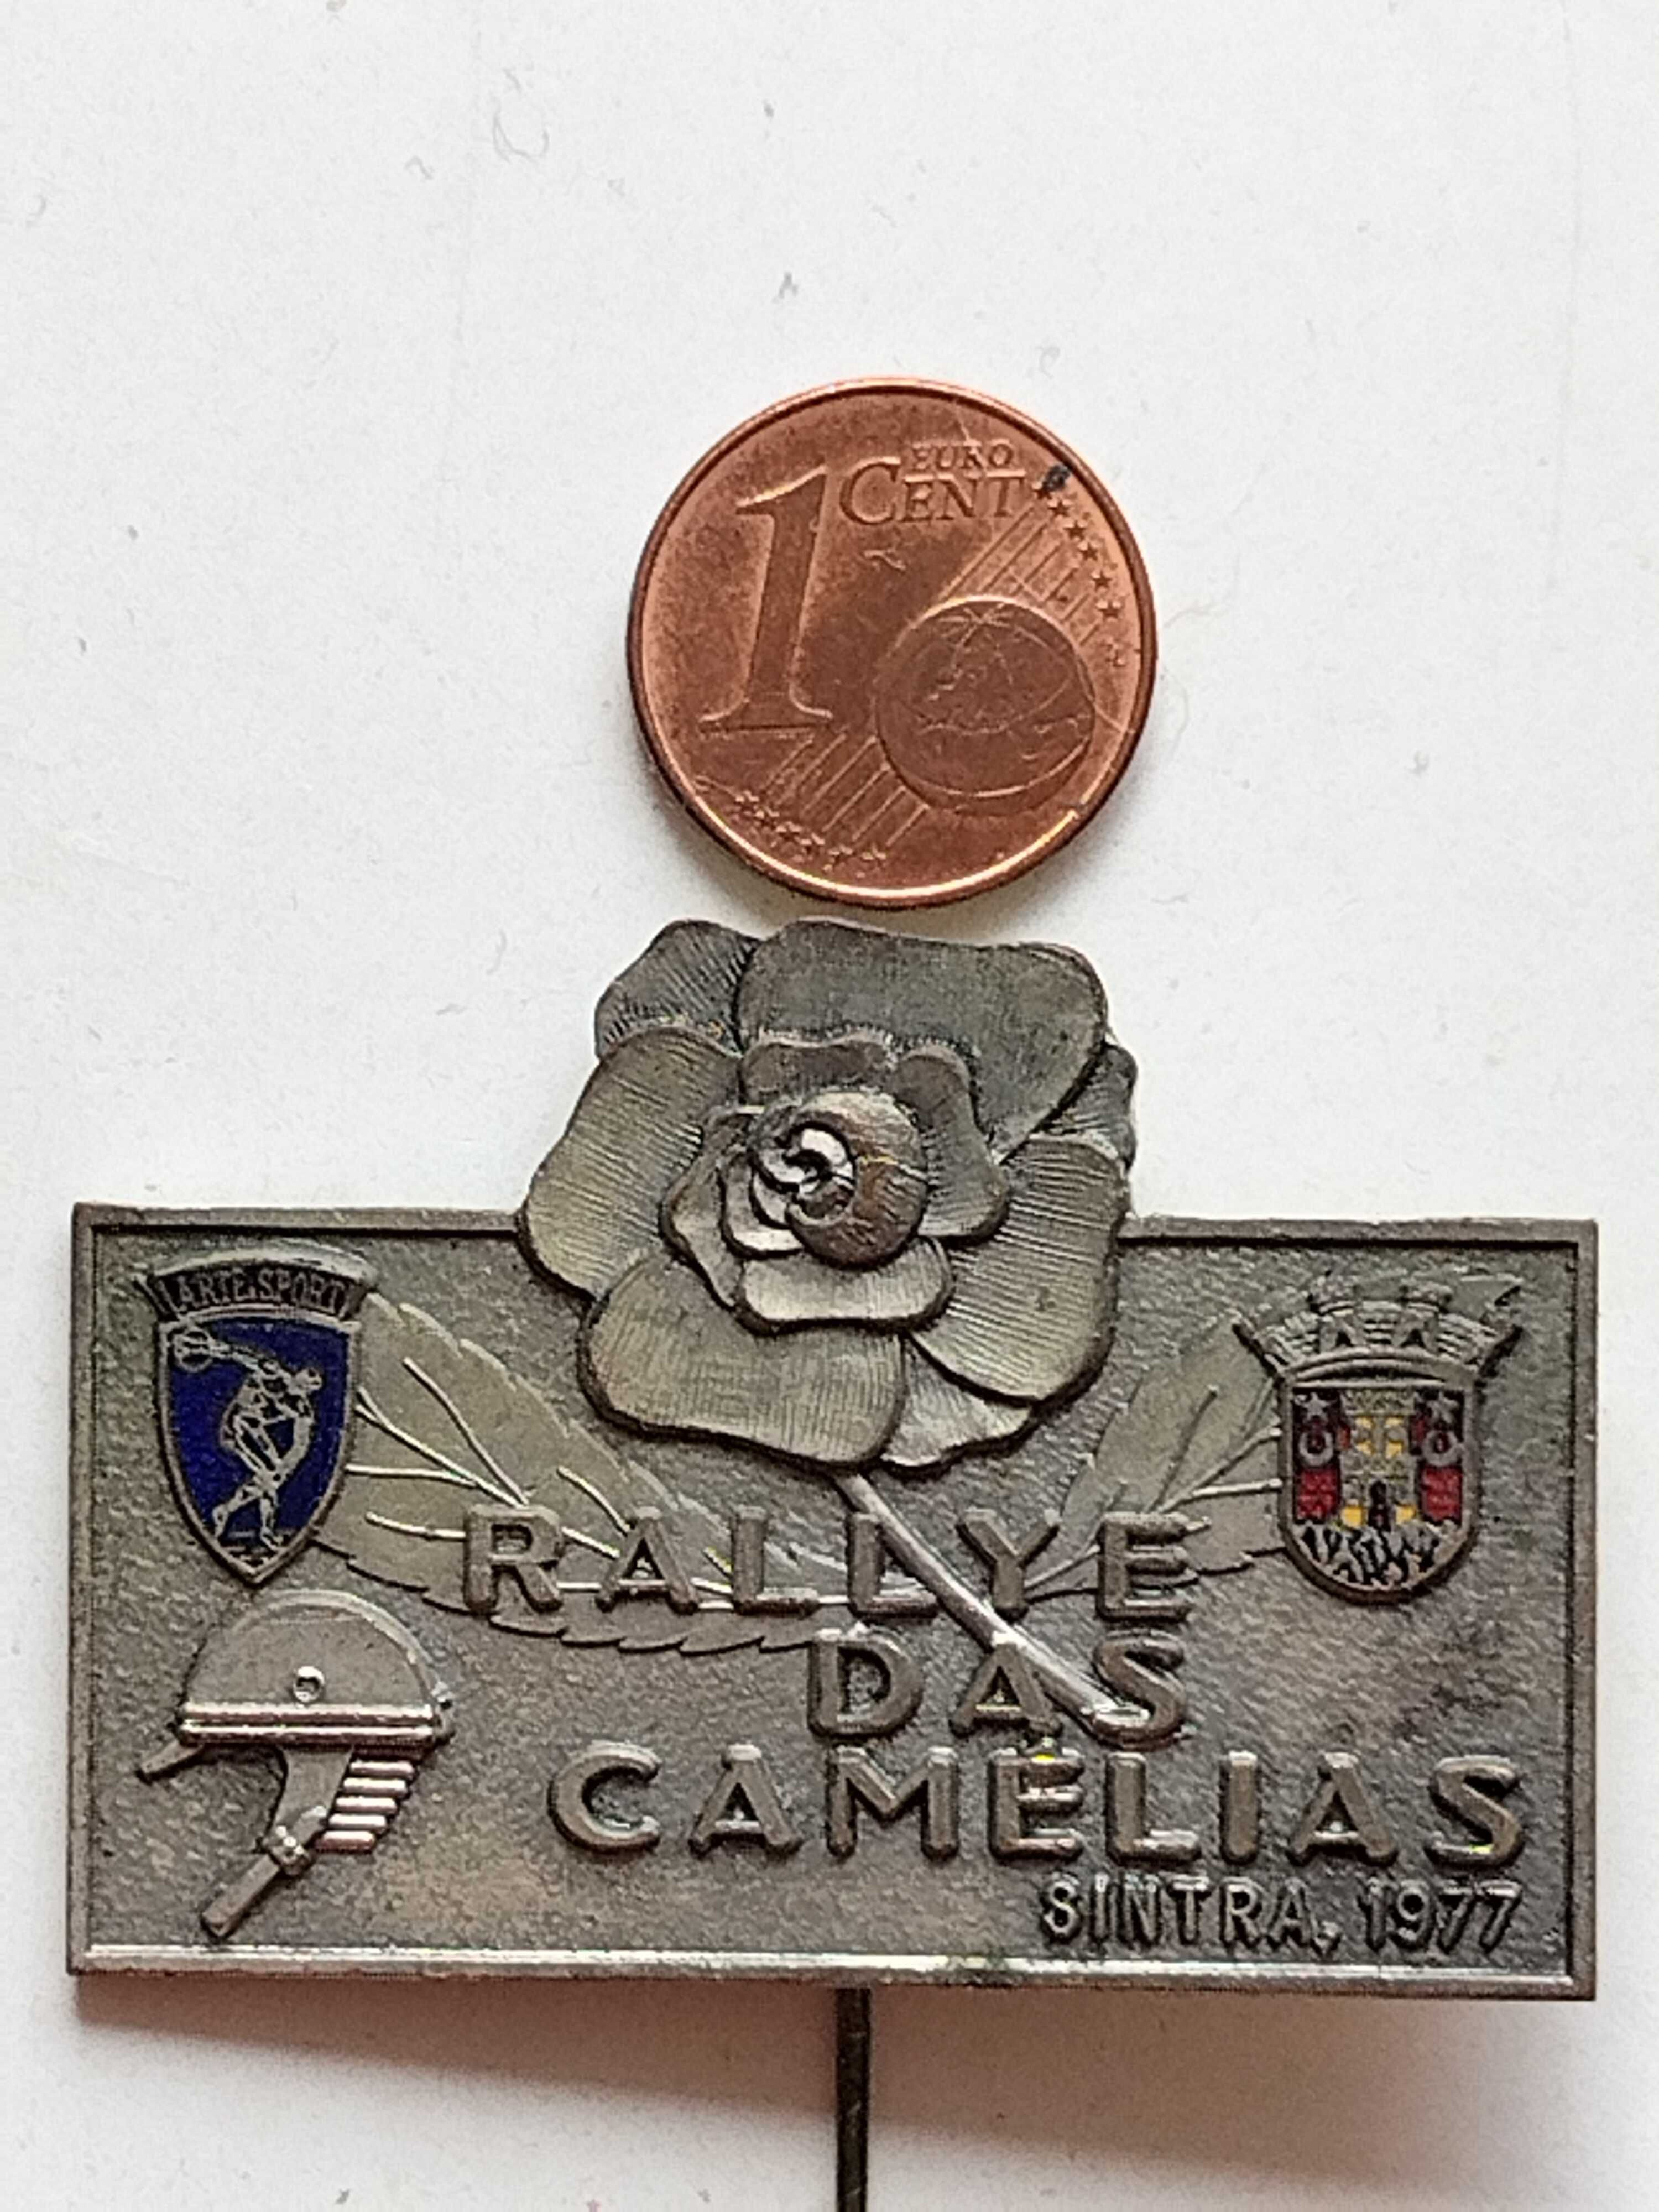 1 EURO
CENT
ARTE.SPORT
RALLYE
DAS
CAMÉLIAS
SINTRA, 1977